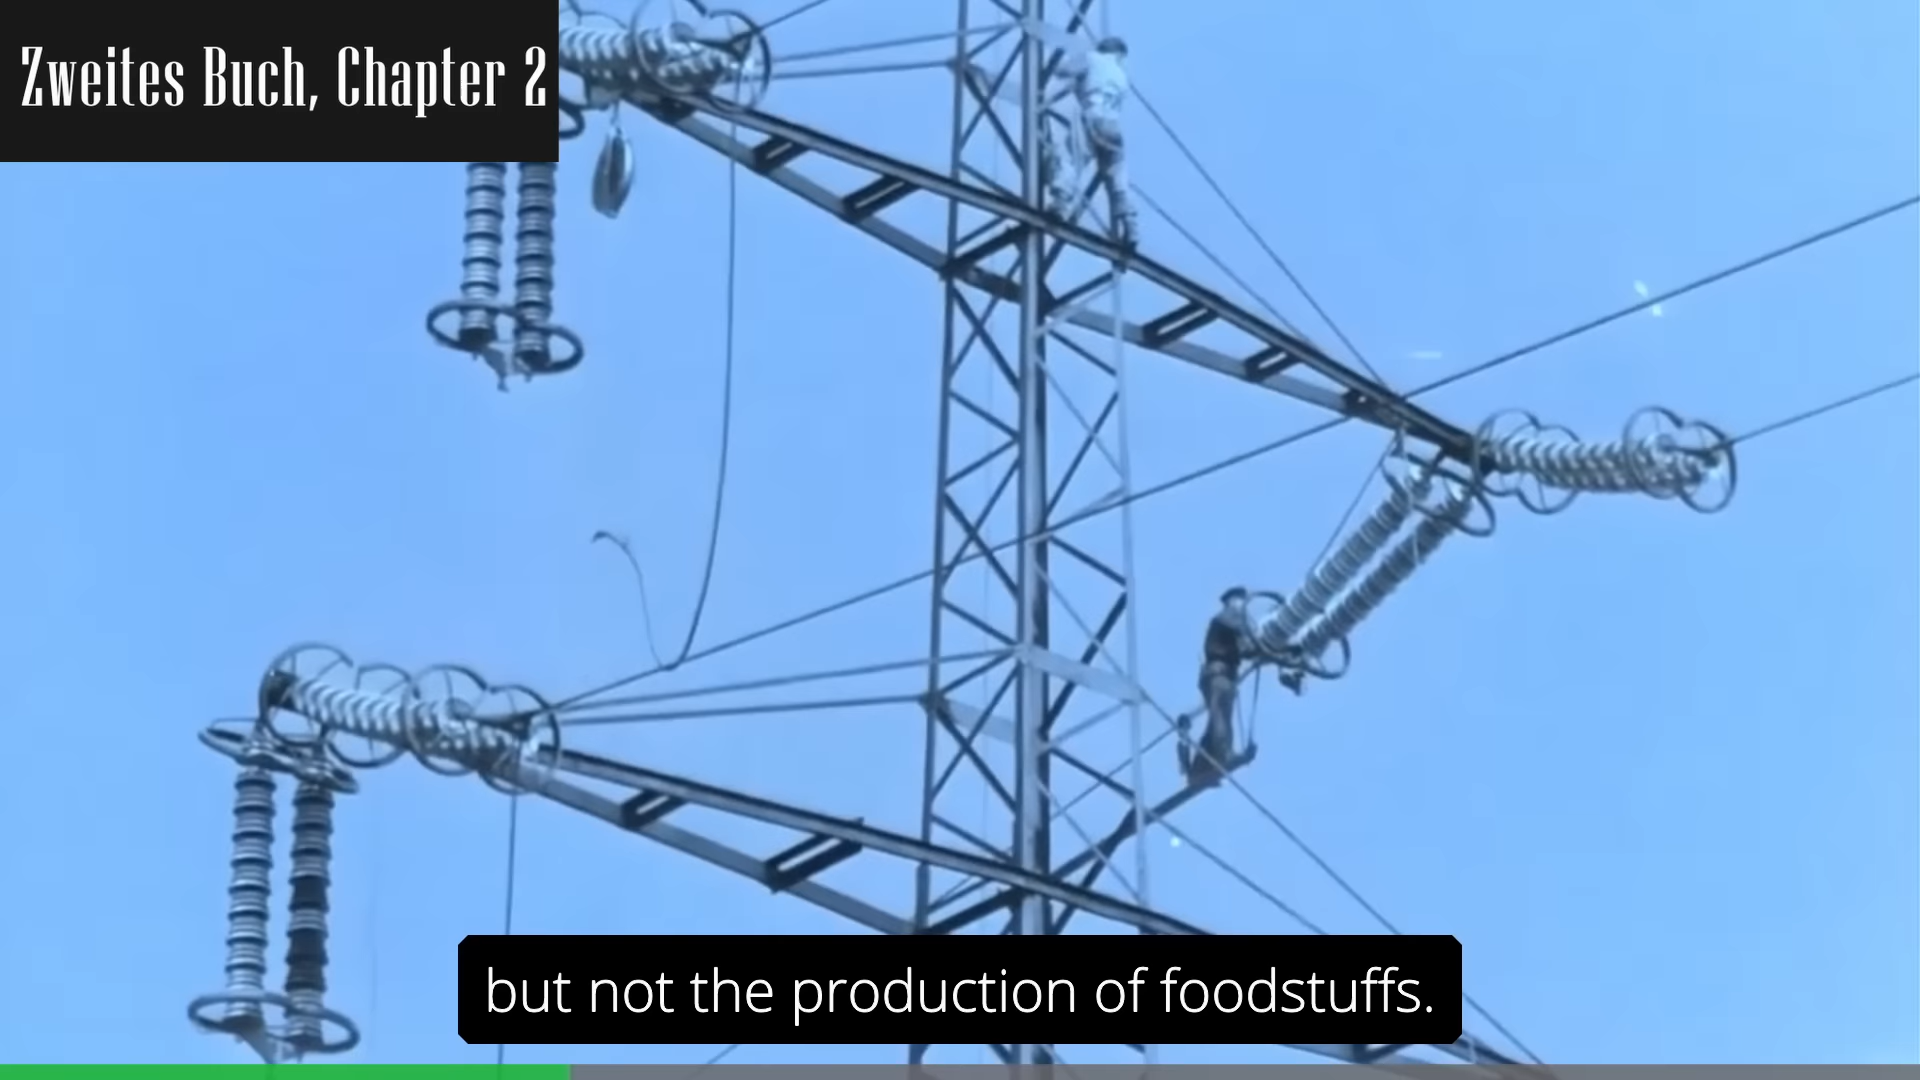 Zweites Buch, Chapter 2
but not the production of foodstuffs.